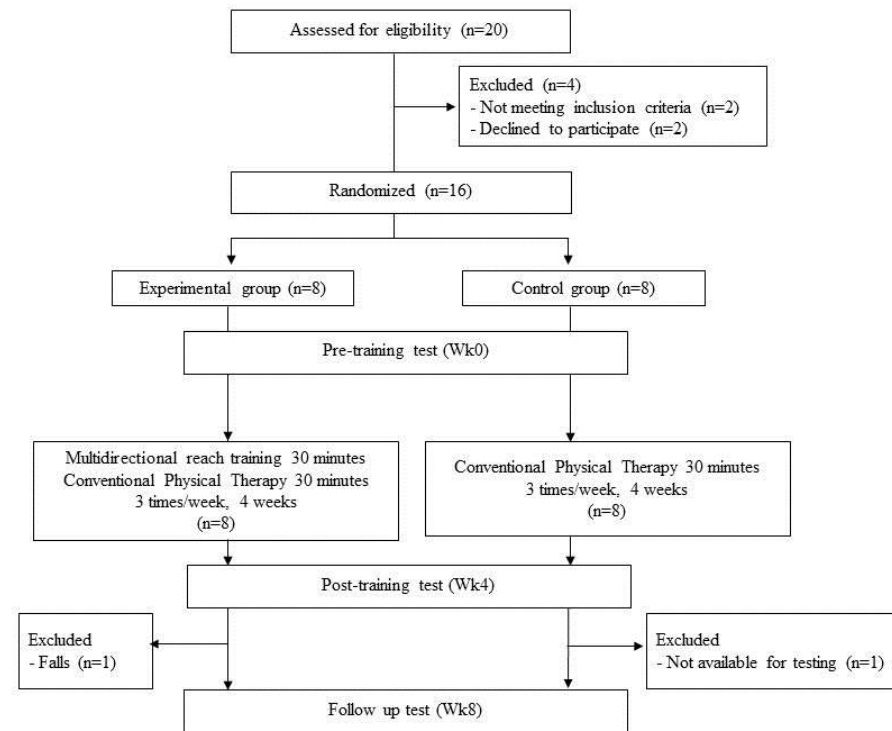 Assessed for eligibility (n=20)
Excluded (n=4)
- Not meeting inclusion criteria (n=2)
- Declined to participate (n=2)
Randomized (n=16)
Experimental group (n=8)
Control group (n=8)
Pre-training test (Wk0)
Multidirectional reach training 30 minutes
Conventional Physical Therapy 30 minutes
3 times/week, 4 weeks
(n=8)
Conventional Physical Therapy 30 minutes
3 times/week, 4 weeks
(n=8)
Post-training test (Wk4)
Excluded
- Falls (n=1)
Excluded
- Not available for testing (n=1)
Follow up test (Wk8)